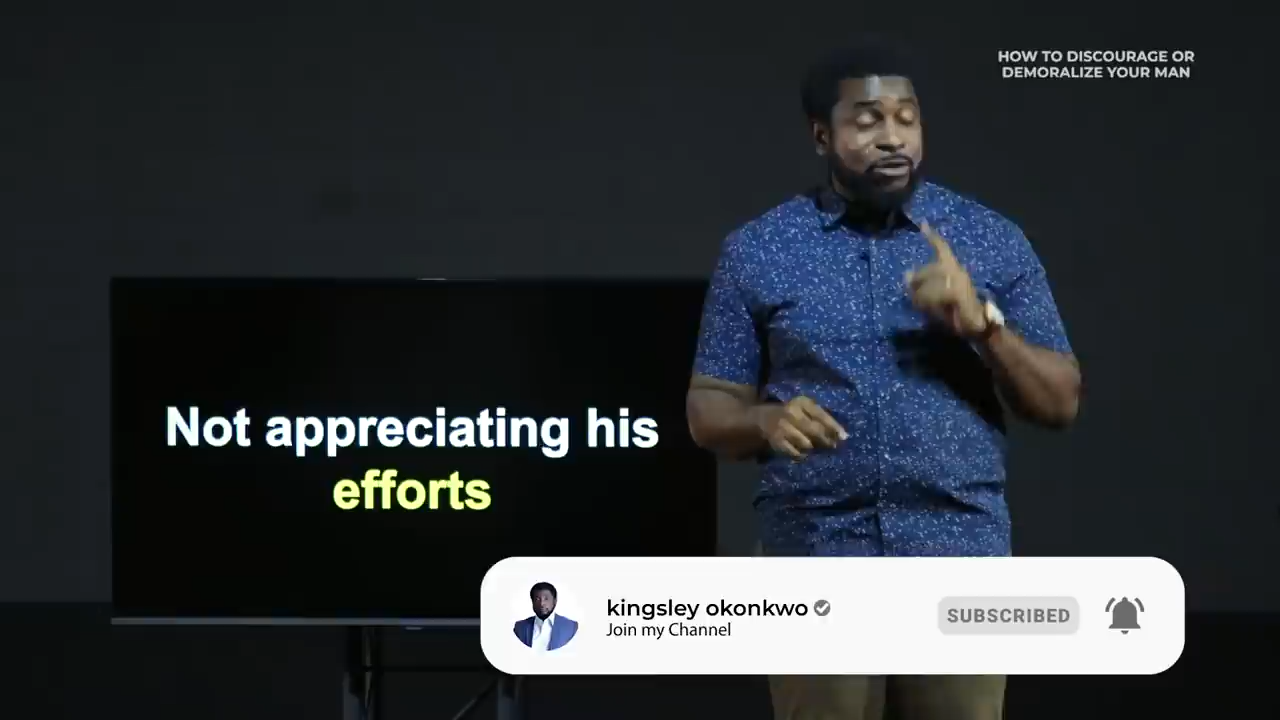 HOW TO DISCOURAGE OR
DEMORALIZE YOUR MAN
Not appreciating his
efforts
kingsley okonkwo
Join my Channel
SUBSCRIBED